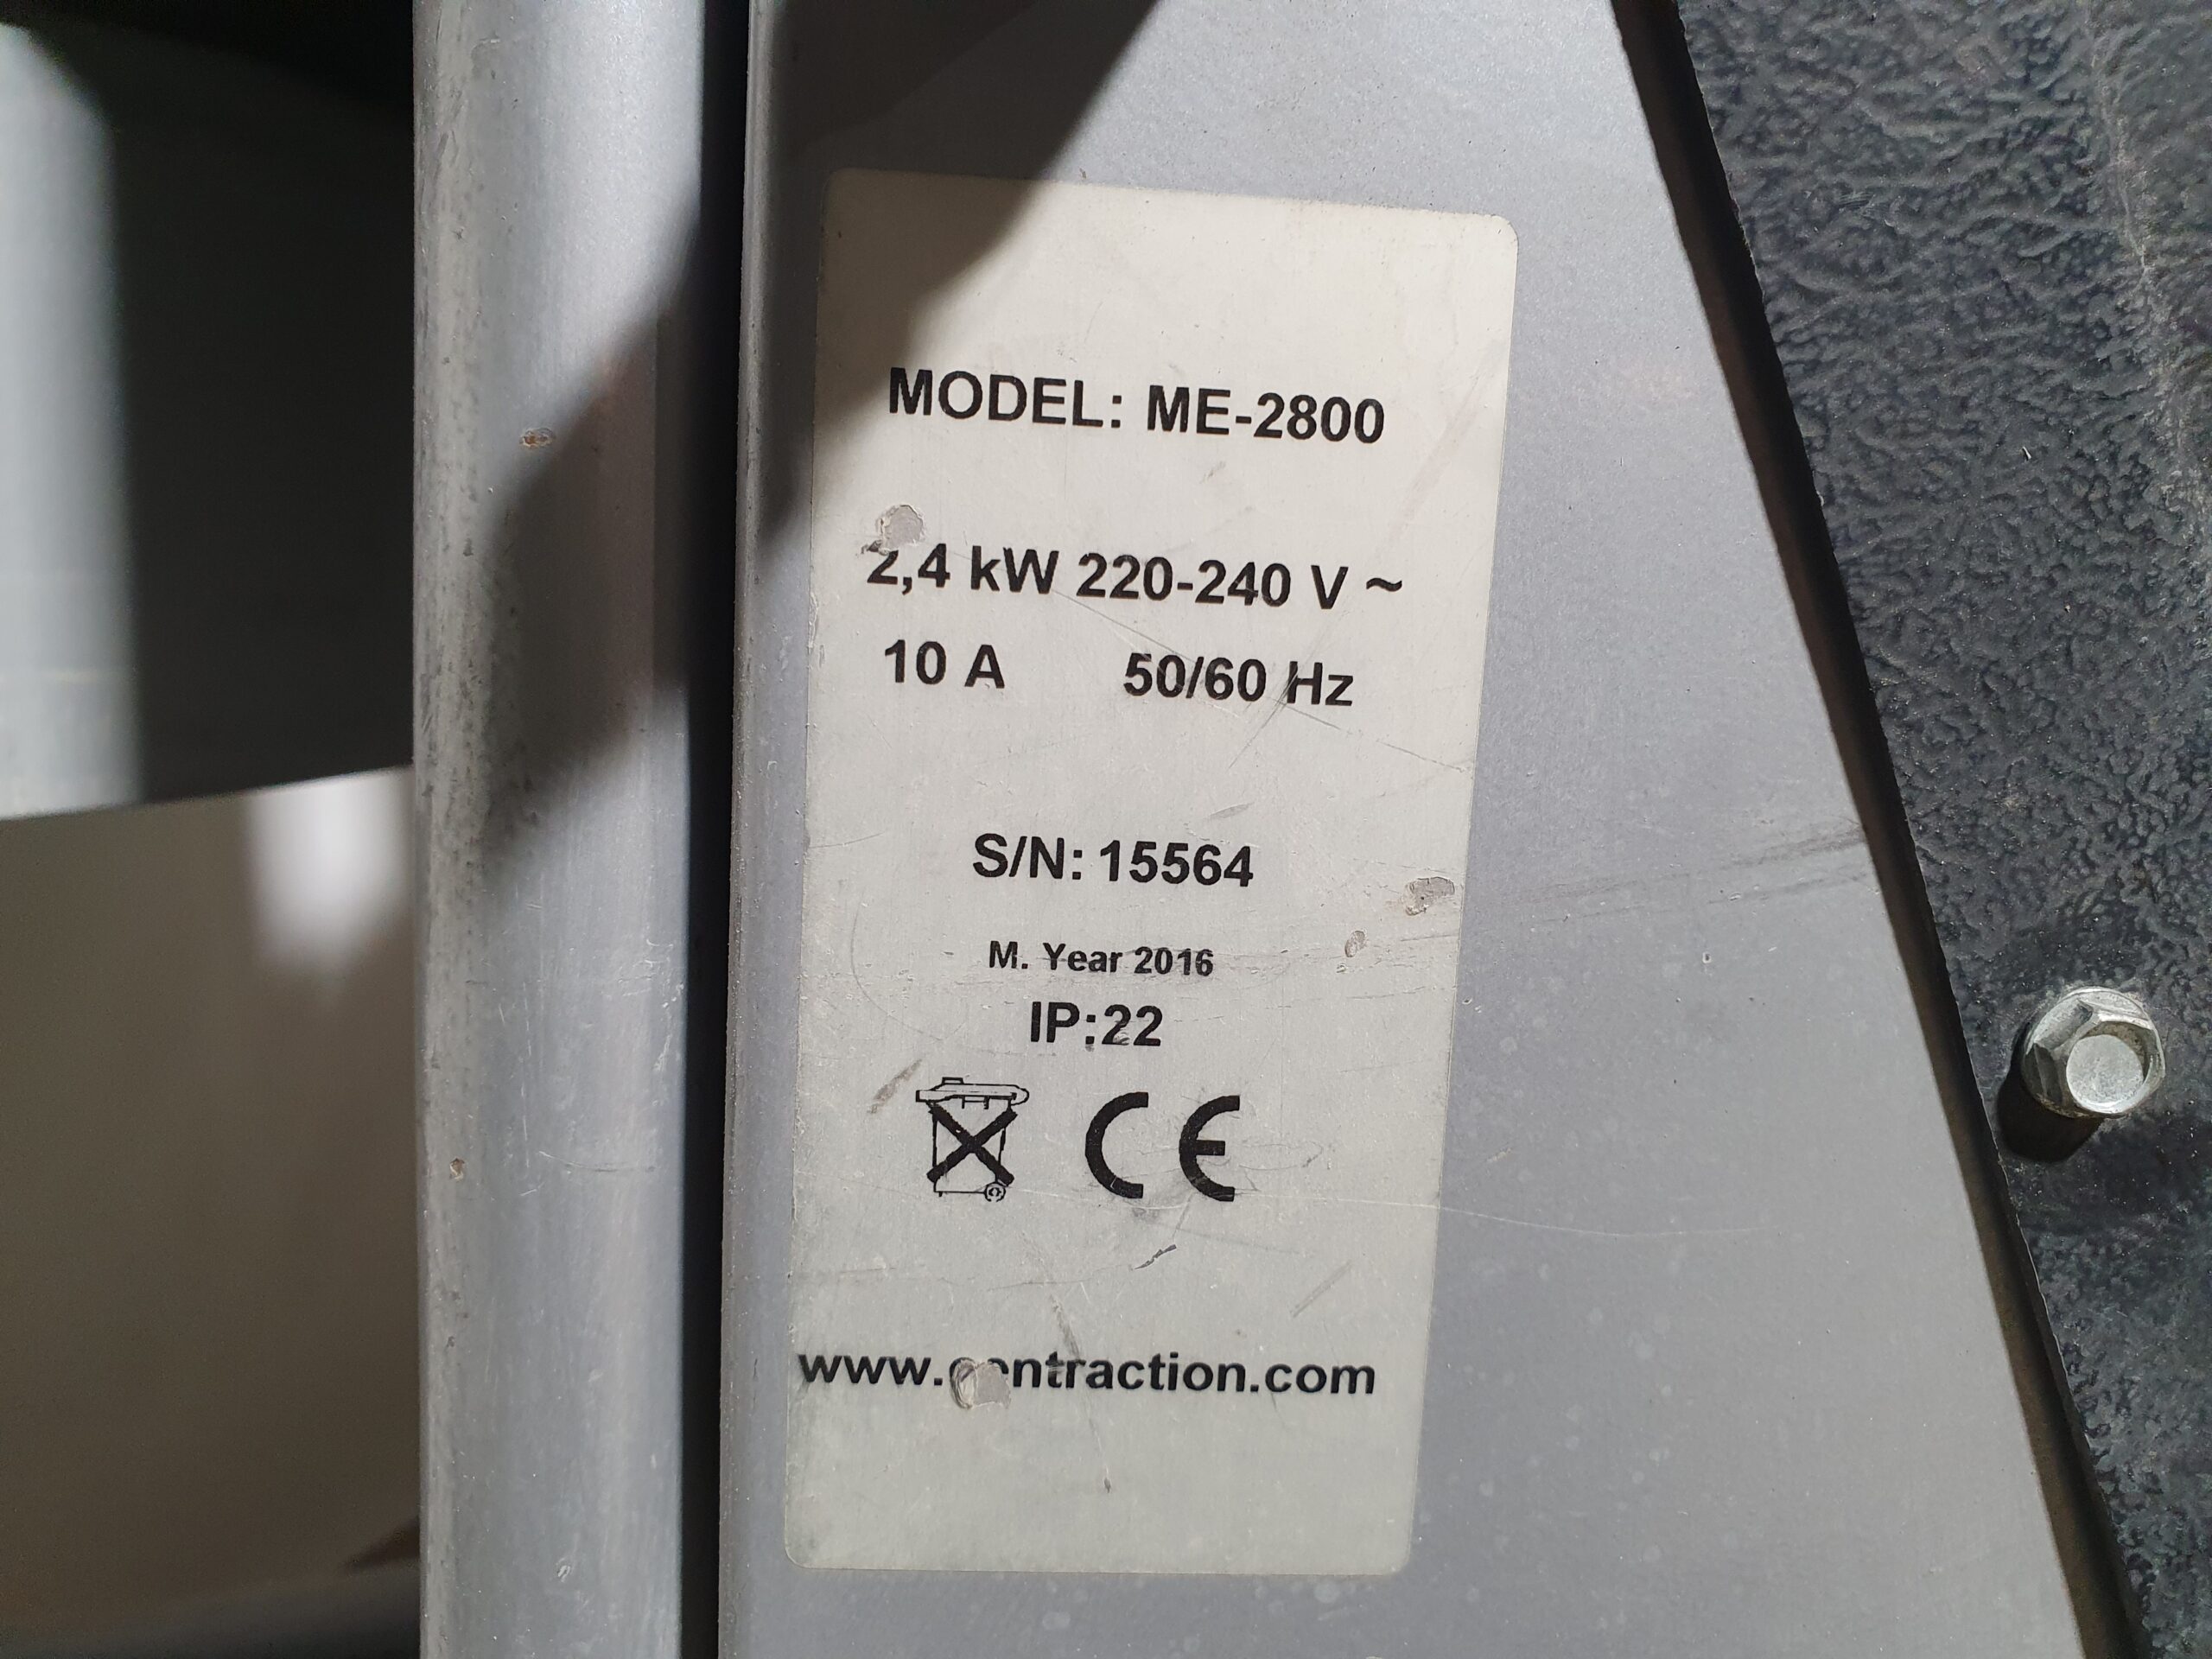 MODEL: ME-2800
2,4 kW 220-240 V ~
10 A 50/60 Hz
S/N: 15564
M. Year 2016
IP:22
CE